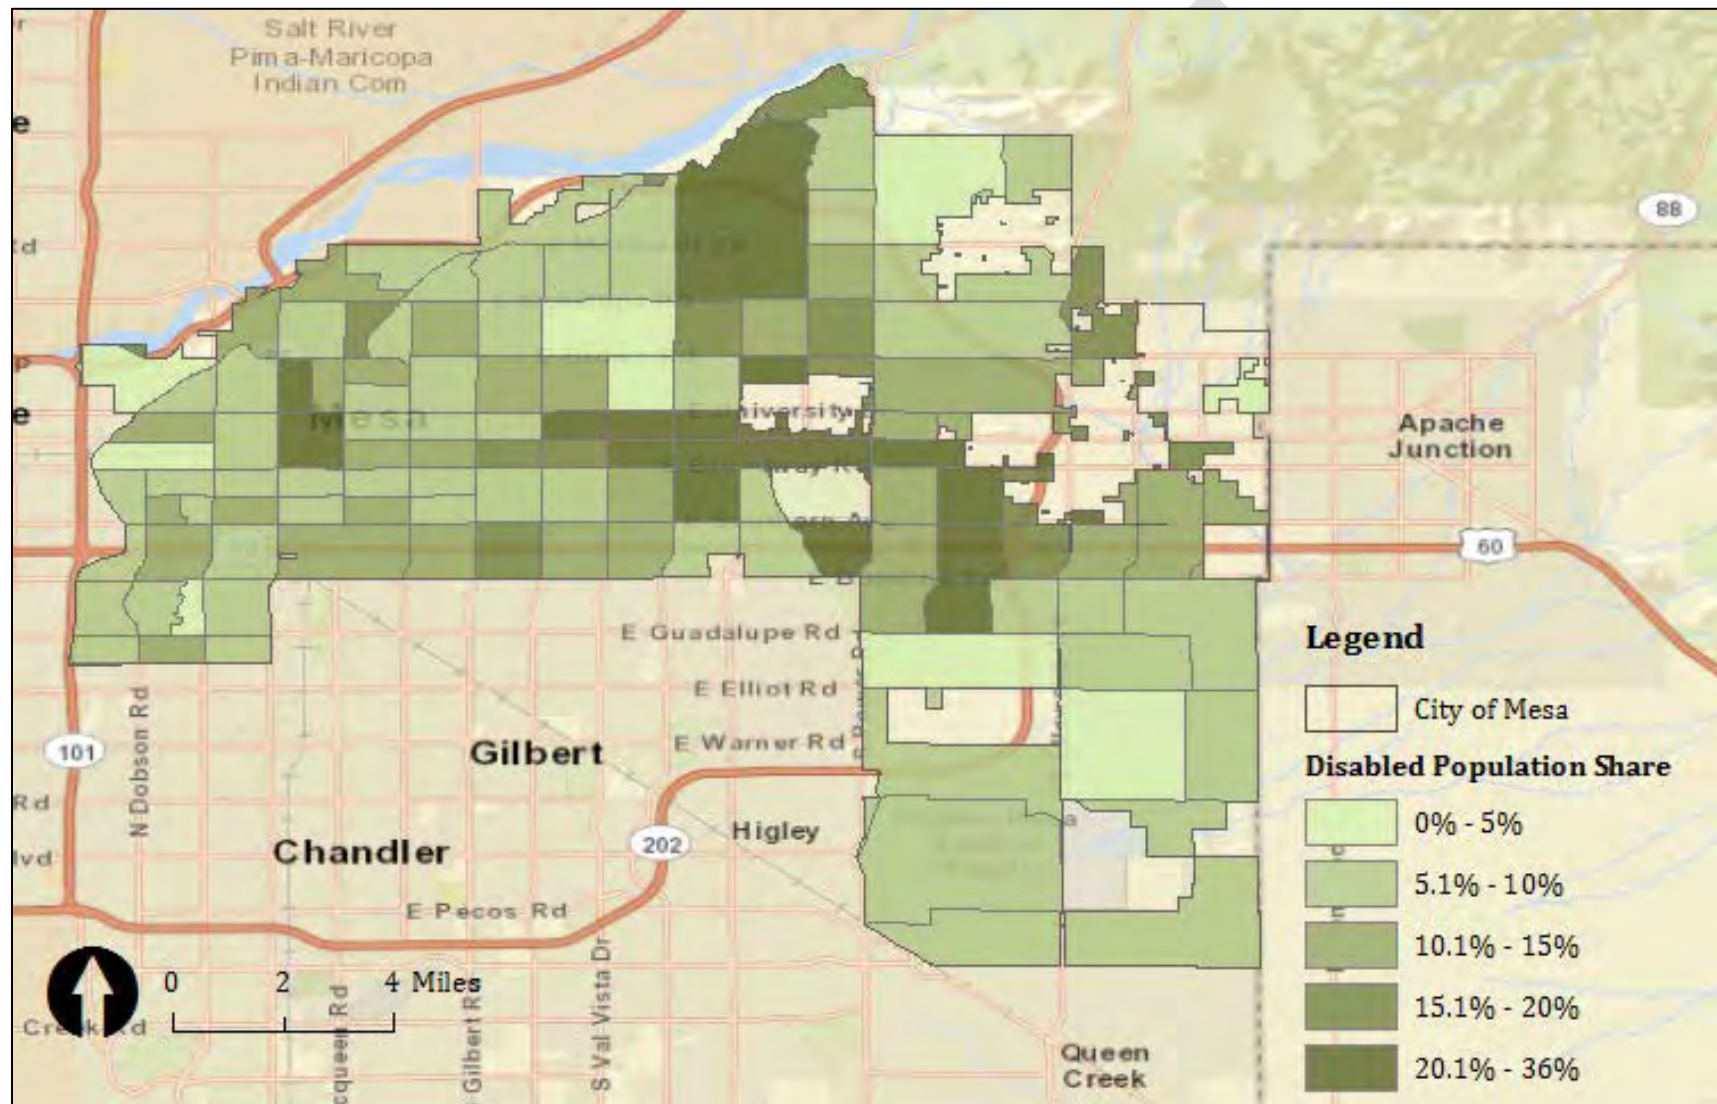 Salt River
Pima-Maricopa
Indian Com
88
Mesa
E University
Apache
Junction
60
E Guadalupe Rd
E Elliot Rd
E Warner Rd
101
N Dobson Rd
Gilbert
Higley
Chandler
202
E Pecos Rd
S Val Vista Dr
Queen
Creek
0 2 4 Miles
Legend
City of Mesa
Disabled Population Share
0% - 5%
5.1% - 10%
10.1% - 15%
15.1% - 20%
20.1% - 36%